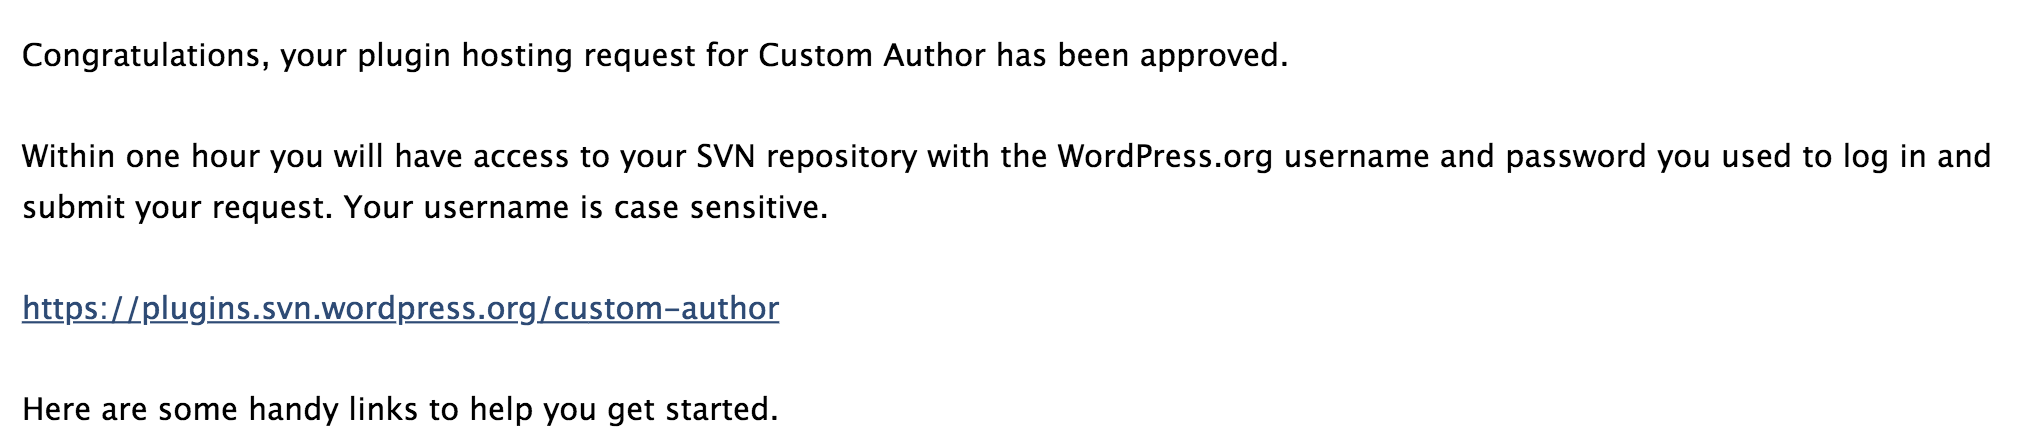 Congratulations, your plugin hosting request for Custom Author has been approved.
Within one hour you will have access to your SVN repository with the WordPress.org username and password you used to log in and
submit your request. Your username is case sensitive.
https://plugins.svn.wordpress.org/custom-author
Here are some handy links to help you get started.